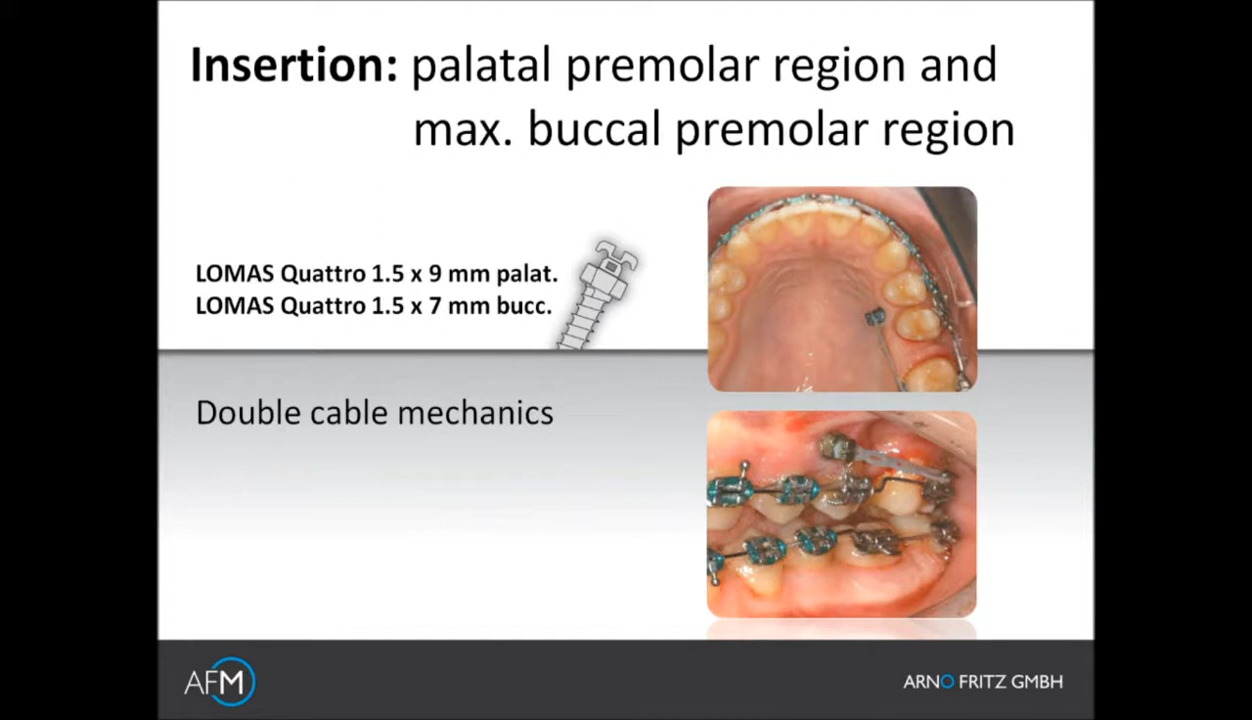 Insertion: palatal premolar region and
max. buccal premolar region
LOMAS Quattro 1.5 x 9 mm palat.
LOMAS Quattro 1.5 x 7 mm bucc.
Double cable mechanics
AFM
ARNO FRITZ GMBH